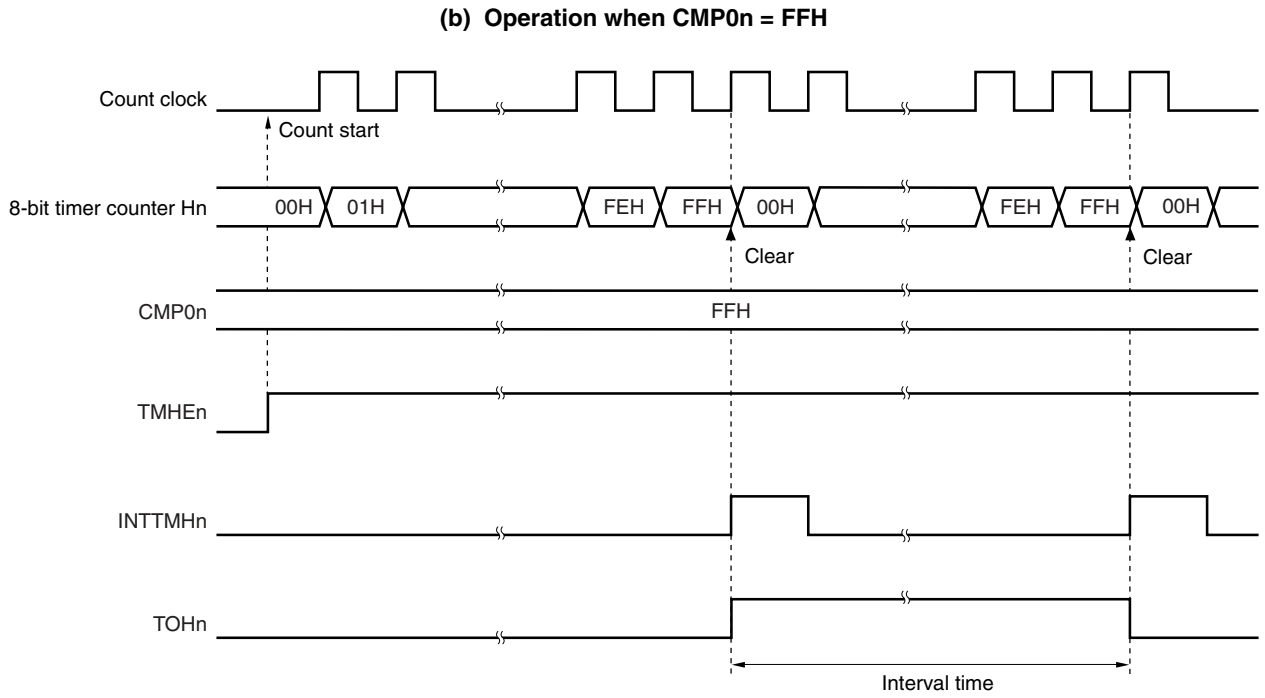 (b) Operation when CMP0n = FFH
Count clock
Count start
8-bit timer counter Hn
00H 01H FEH FFH 00H FEH FFH 00H
Clear Clear
CMP0n
FFH
TMHEn
INTTMHn
TOHn
Interval time